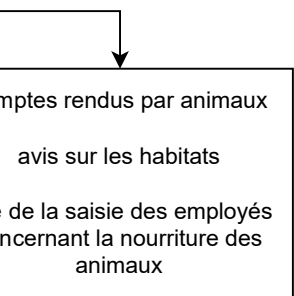 mptes rendus par animaux
avis sur les habitats
de la saisie des employés
ncernant la nourriture des
animaux